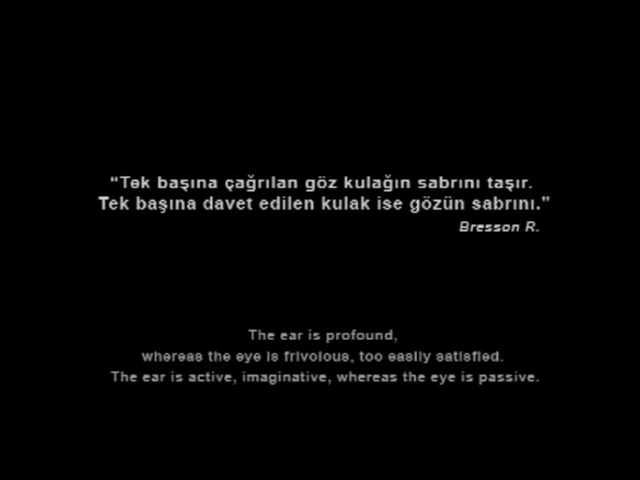 “Tek başına çağrılan göz kulağın sabrını taşır.
Tek başına davet edilen kulak ise gözün sabrını.”
Bresson R.
The ear is profound,
whereas the eye is frivolous, too easily satisfied.
The ear is active, imaginative, whereas the eye is passive.